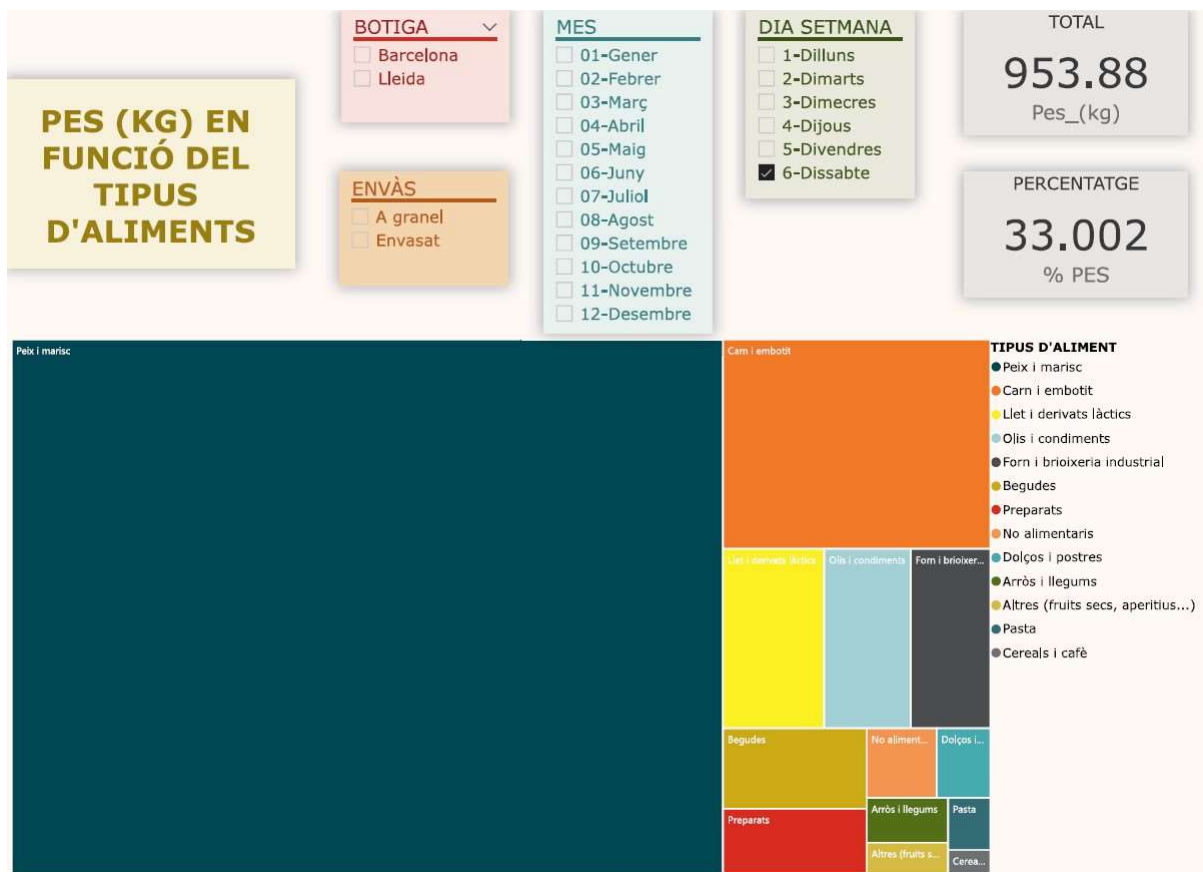 PES (KG) EN
FUNCIÓ DEL
TIPUS
D'ALIMENTS
BOTIGA
Barcelona
Lleida
ENVÀS
A granel
Envasat
MES
01-Gener
02-Febrer
03-Març
04-Abril
05-Maig
06-Juny
07-Juliol
08-Agost
09-Setembre
10-Octubre
11-Novembre
12-Desembre
DIA SETMANA
1-Dilluns
2-Dimarts
3-Dimecres
4-Dijous
5-Divendres
6-Dissabte
TOTAL
953.88
Pes_(kg)
PERCENTATGE
33.002
% PES
Peix i marisc
Carn i embotit
Llet i derivats làctics
Olis i condiments
Forn i brioixer...
Begudes
No aliment...
Dolços i...
Preparats
Arròs i llegums
Pasta
Altres (fruits s...
Cerea...
TIPUS D'ALIMENT
Peix i marisc
Carn i embotit
Llet i derivats làctics
Olis i condiments
Forn i brioixeria industrial
Begudes
Preparats
No alimentaris
Dolços i postres
Arròs i llegums
Altres (fruits secs, aperitius...)
Pasta
Cereals i cafè